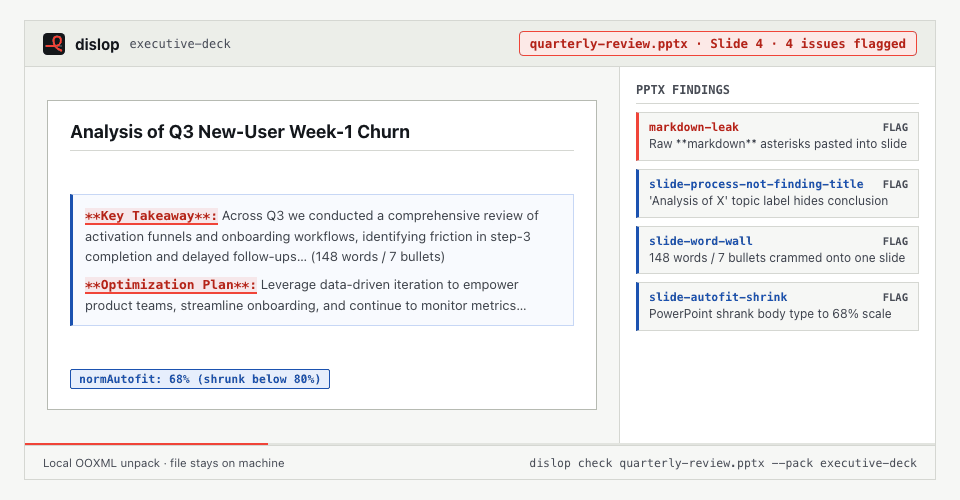 dislop executive-deck
quarterly-review.pptx · Slide 4 · 4 issues flagged
Analysis of Q3 New-User Week-1 Churn
**Key Takeaway**: Across Q3 we conducted a comprehensive review of
activation funnels and onboarding workflows, identifying friction in step-3
completion and delayed follow-ups... (148 words / 7 bullets)
**Optimization Plan**: Leverage data-driven iteration to empower
product teams, streamline onboarding, and continue to monitor metrics...
normAutofit: 68% (shrunk below 80%)
PPTX FINDINGS
markdown-leak FLAG
Raw **markdown** asterisks pasted into slide
slide-process-not-finding-title FLAG
'Analysis of X' topic label hides conclusion
slide-word-wall FLAG
148 words / 7 bullets crammed onto one slide
slide-autofit-shrink FLAG
PowerPoint shrank body type to 68% scale
Local OOXML unpack · file stays on machine
dislop check quarterly-review.pptx --pack executive-deck